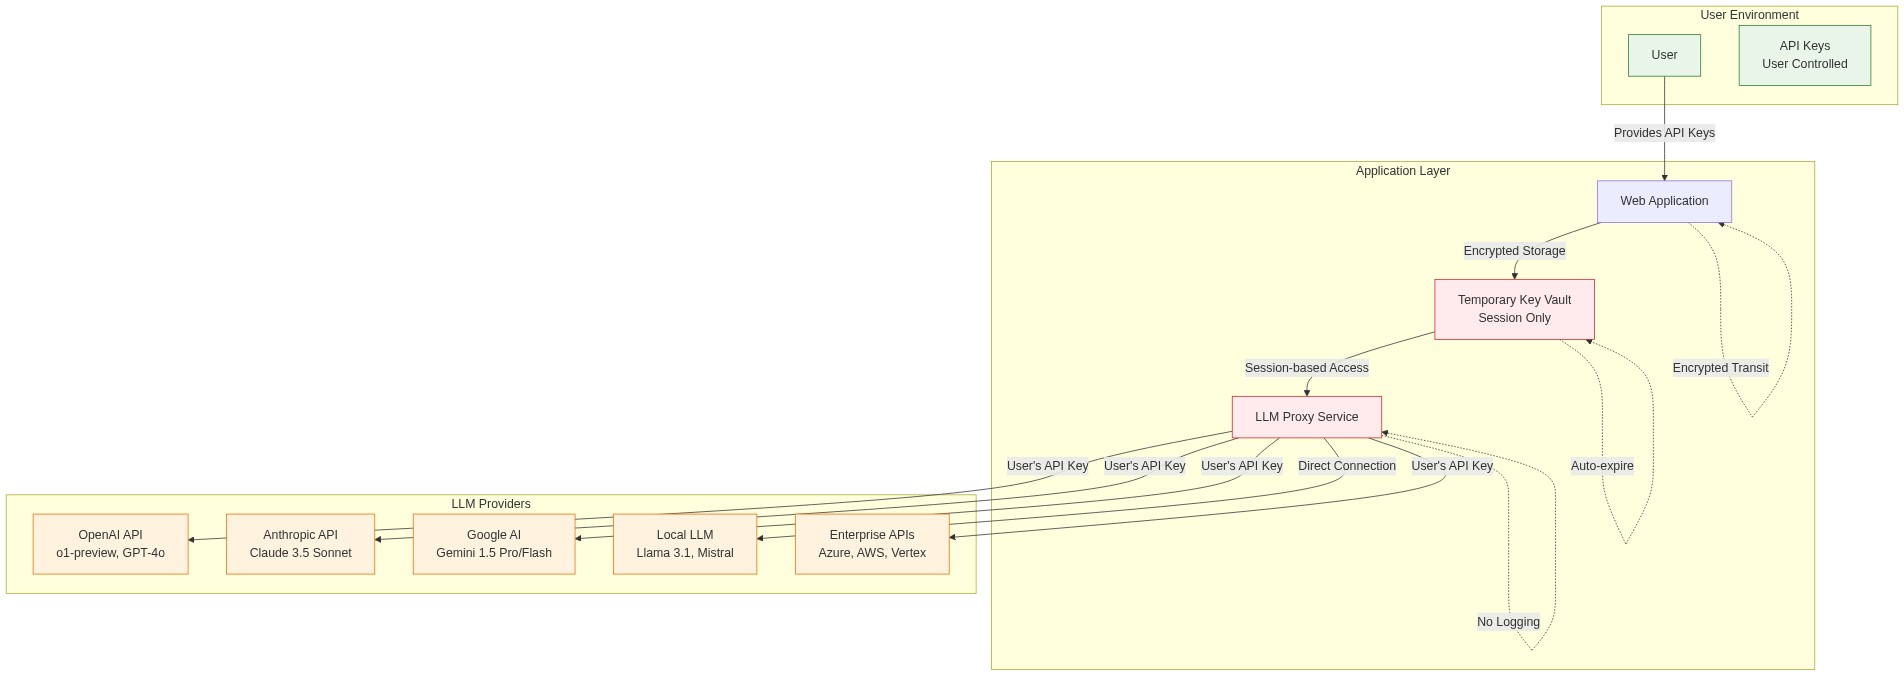 User Environment
User
API Keys
User Controlled
Provides API Keys
Application Layer
Web Application
Encrypted Storage
Temporary Key Vault
Session Only
Session-based Access
Encrypted Transit
LLM Proxy Service
User's API Key
User's API Key
User's API Key
Direct Connection
User's API Key
Auto-expire
LLM Providers
OpenAI API
o1-preview, GPT-4o
Anthropic API
Claude 3.5 Sonnet
Google AI
Gemini 1.5 Pro/Flash
Local LLM
Llama 3.1, Mistral
Enterprise APIs
Azure, AWS, Vertex
No Logging